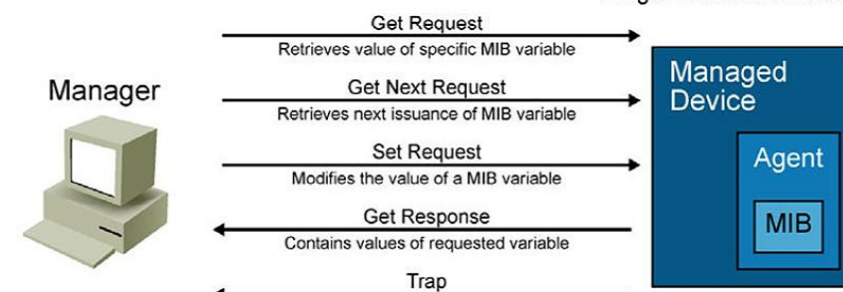 Get Request
Retrieves value of specific MIB variable
Manager
Get Next Request
Retrieves next issuance of MIB variable
Set Request
Modifies the value of a MIB variable
Get Response
Contains values of requested variable
Trap
Managed
Device
Agent
MIB